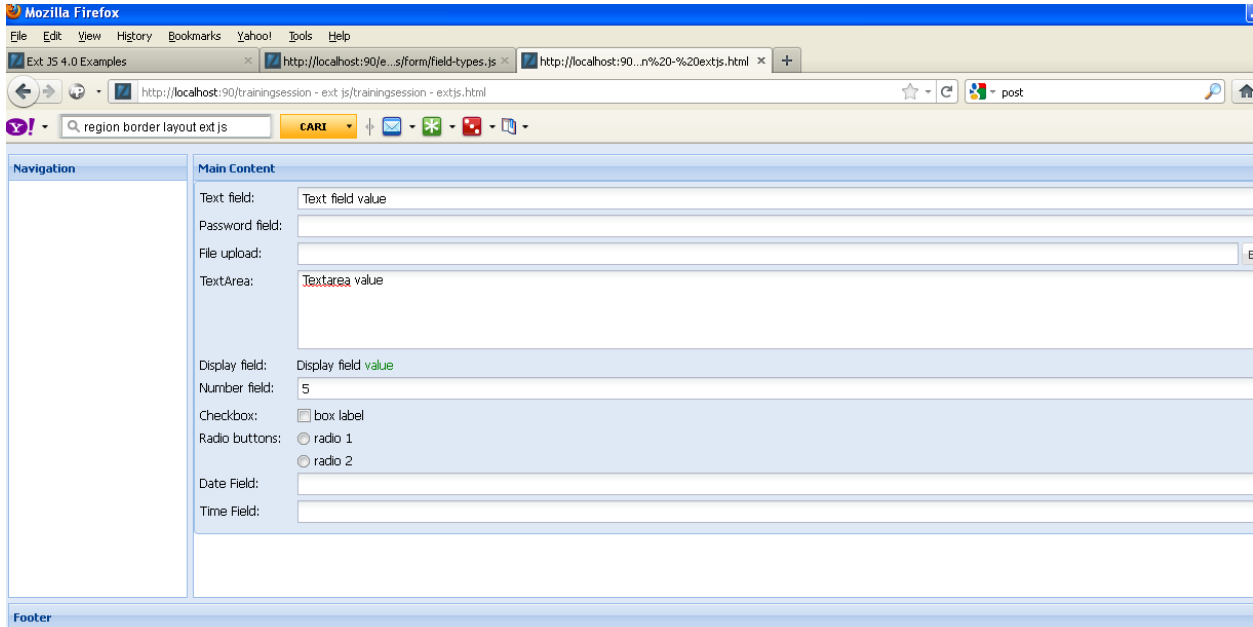 Mozilla Firefox
File Edit View History Bookmarks Yahoo! Tools Help
Ext JS 4.0 Examples × http://localhost:90/e...s/form/field-types.js × http://localhost:90...n%20-%20extjs.html × +
http://localhost:90/trainingsession - ext js/trainingsession - extjs.html post
Y! region border layout ext js CARI
Navigation
Main Content
Text field: Text field value
Password field:
File upload:
TextArea: Textarea value
Display field: Display field value
Number field: 5
Checkbox: box label
Radio buttons: radio 1
radio 2
Date Field:
Time Field:
Footer